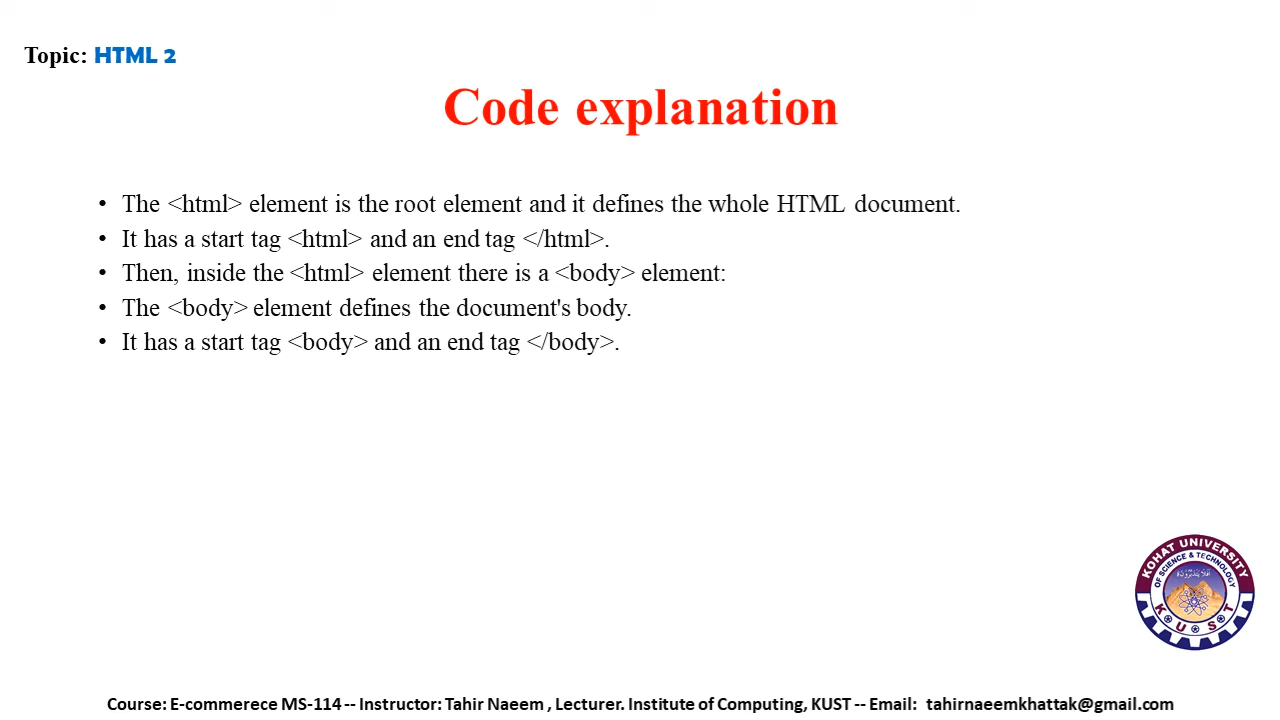 Topic: HTML 2
Code explanation
• The <html> element is the root element and it defines the whole HTML document.
• It has a start tag <html> and an end tag </html>.
• Then, inside the <html> element there is a <body> element:
• The <body> element defines the document's body.
• It has a start tag <body> and an end tag </body>.
KOHAT UNIVERSITY
OF SCIENCE & TECHNOLOGY
K U S T
Course: E-commerece MS-114 -- Instructor: Tahir Naeem , Lecturer. Institute of Computing, KUST -- Email: tahirnaeemkhattak@gmail.com